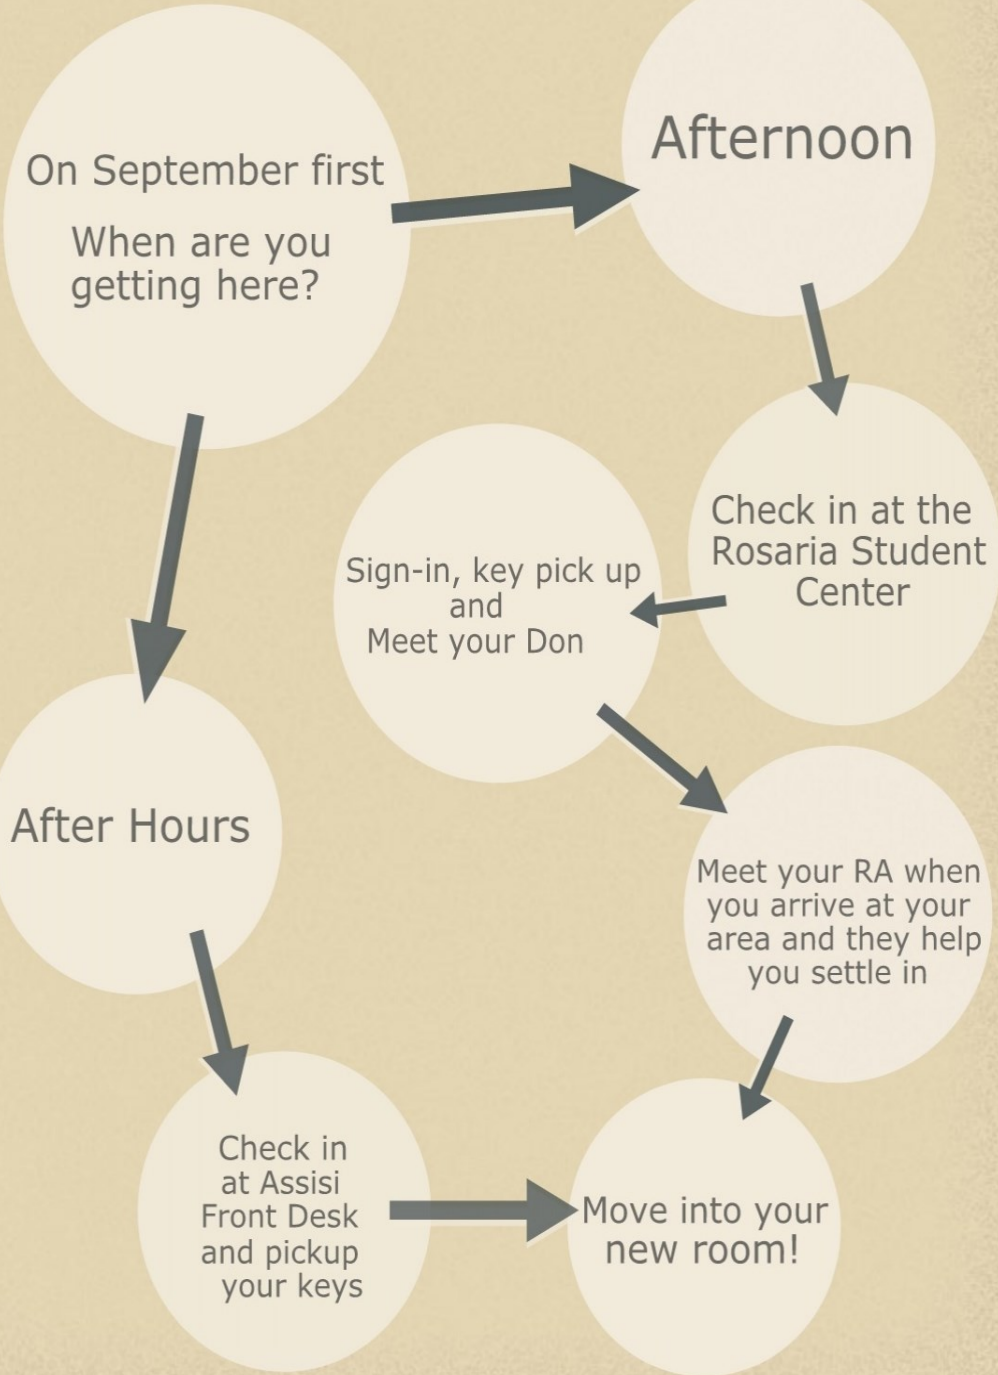 On September first
When are you
getting here?
Afternoon
Check in at the
Rosaria Student
Center
Sign-in, key pick up
and
Meet your Don
Meet your RA when
you arrive at your
area and they help
you settle in
After Hours
Check in
at Assisi
Front Desk
and pickup
your keys
Move into your
new room!